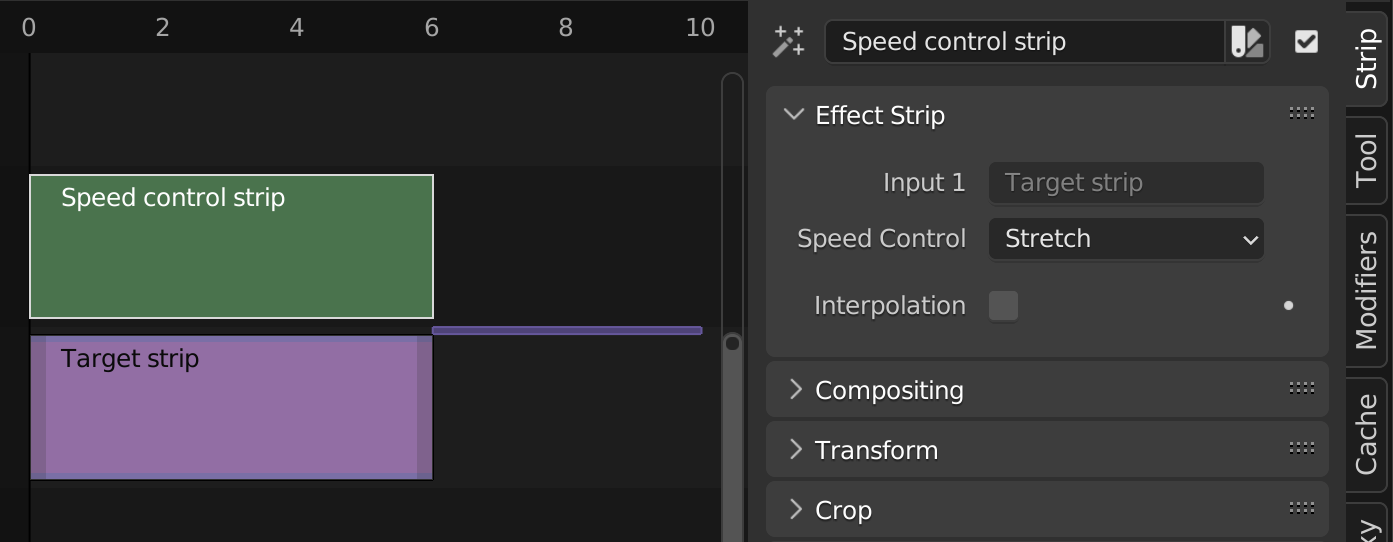 0 2 4 6 8 10
Speed control strip
Target strip
Speed control strip
Effect Strip
Input 1 Target strip
Speed Control Stretch
Interpolation
Compositing
Transform
Crop
Strip
Tool
Modifiers
Cache
xy